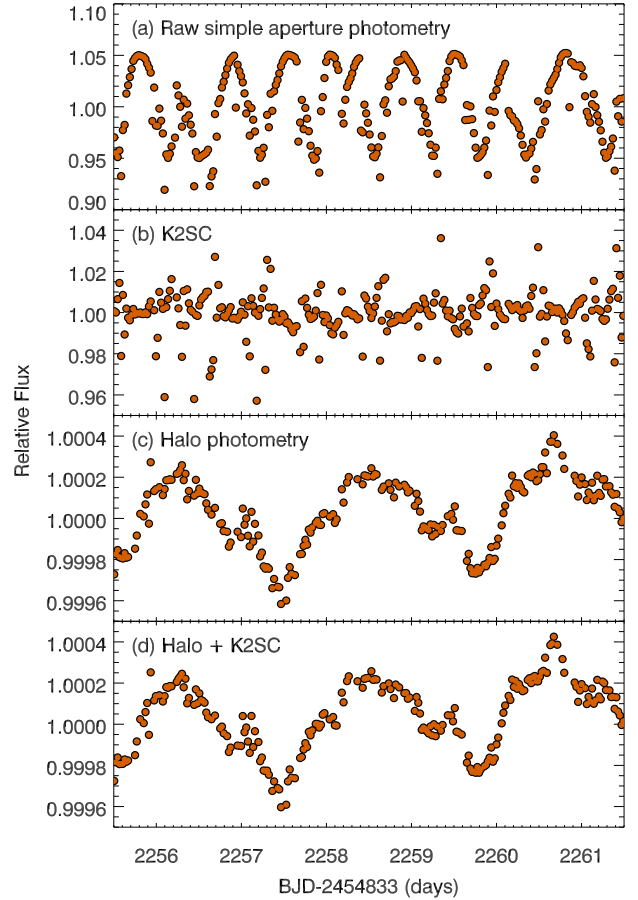 1.10
(a) Raw simple aperture photometry
1.05
1.00
0.95
0.90
(b) K2SC
1.04
1.02
1.00
0.98
0.96
Relative Flux
(c) Halo photometry
1.0004
1.0002
1.0000
0.9998
0.9996
(d) Halo + K2SC
1.0004
1.0002
1.0000
0.9998
0.9996
2256 2257 2258 2259 2260 2261
BJD-2454833 (days)